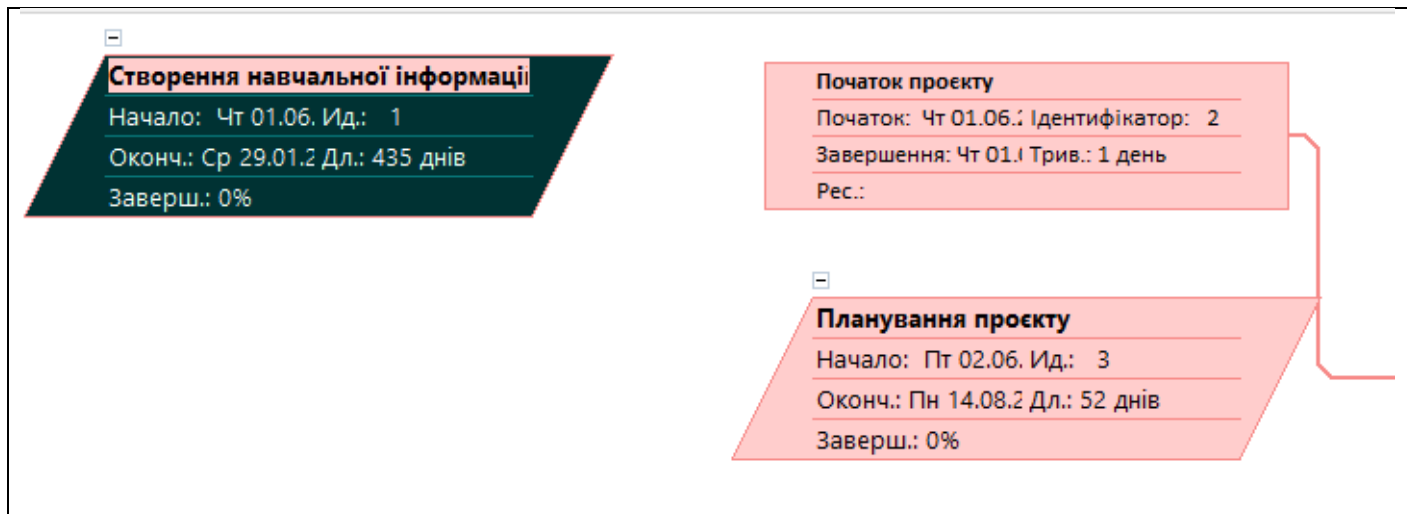 Створення навчальної інформаці
Начало: Чт 01.06. Ид.: 1
Оконч.: Ср 29.01.2 Дл.: 435 днів
Заверш.: 0%
Початок проєкту
Початок: Чт 01.06.2 Ідентифікатор: 2
Завершення: Чт 01.0 Трив.: 1 день
Рес.:
Планування проєкту
Начало: Пт 02.06. Ид.: 3
Оконч.: Пн 14.08.2 Дл.: 52 днів
Заверш.: 0%